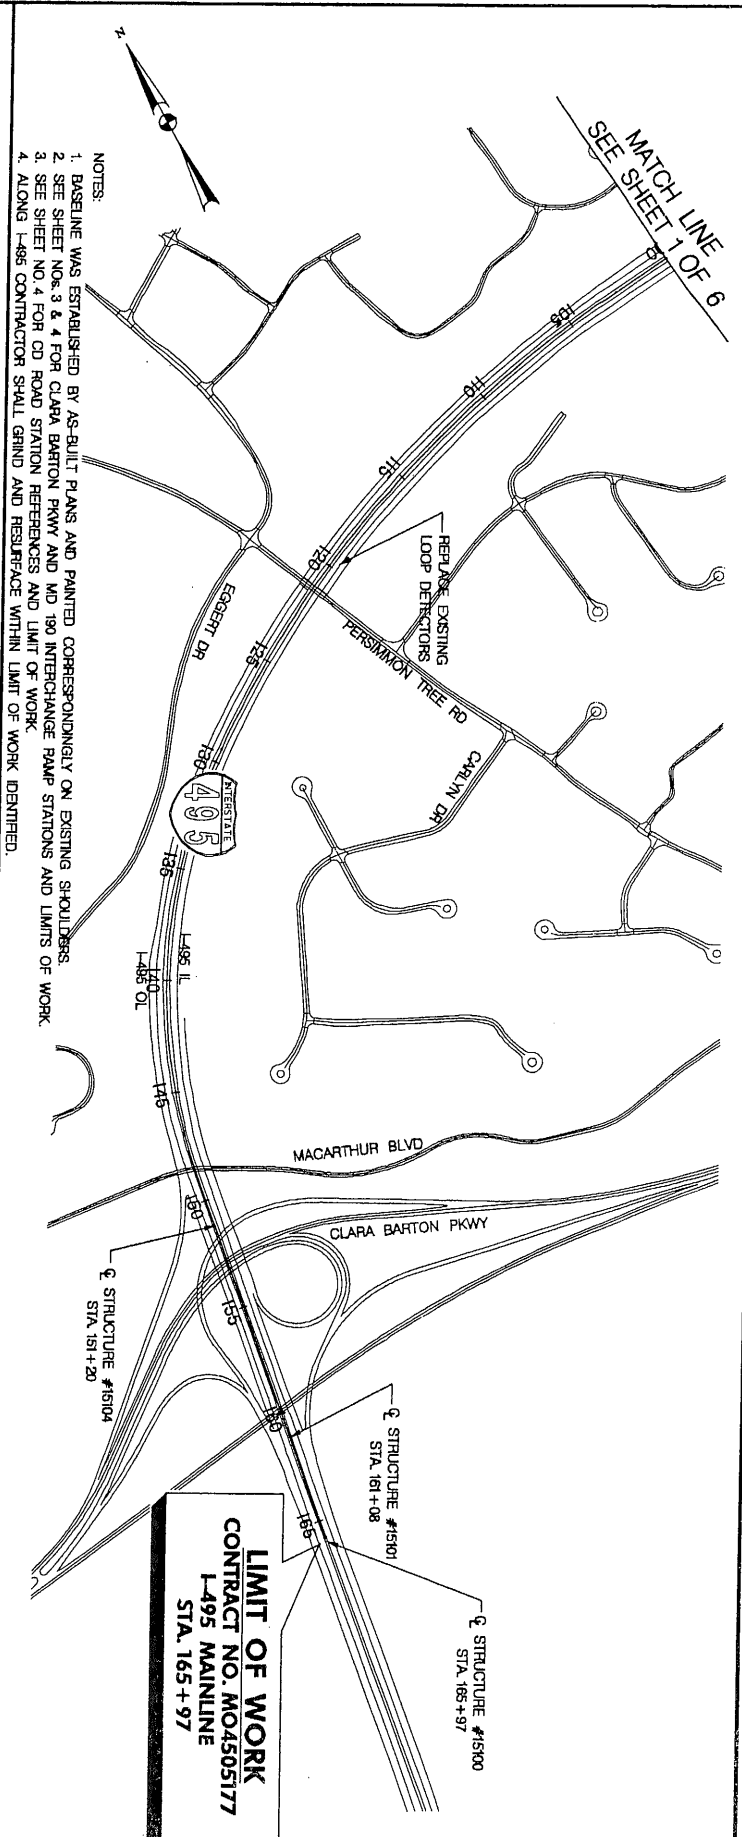 MATCH LINE
SEE SHEET 1 OF 6
N
105
110
115
120
125
130
135
140
145
150
155
160
165
REPLACE EXISTING
LOOP DETECTORS
EGGERT DR
PERSIMMON TREE RD
CARLYN DR
INTERSTATE
495
I-495 IL
I-495 OL
MACARTHUR BLVD
CLARA BARTON PKWY
℄ STRUCTURE #15104
STA. 151+20
℄ STRUCTURE #15101
STA. 161+08
℄ STRUCTURE #15100
STA. 165+97
LIMIT OF WORK
CONTRACT NO. MO4505177
I-495 MAINLINE
STA. 165+97
NOTES:
1. BASELINE WAS ESTABLISHED BY AS-BUILT PLANS AND PAINTED CORRESPONDINGLY ON EXISTING SHOULDERS.
2. SEE SHEET NOs. 3 & 4 FOR CLARA BARTON PKWY AND MD 190 INTERCHANGE RAMP STATIONS AND LIMITS OF WORK.
3. SEE SHEET NO. 4 FOR CD ROAD STATION REFERENCES AND LIMIT OF WORK.
4. ALONG I-495 CONTRACTOR SHALL GRIND AND RESURFACE WITHIN LIMIT OF WORK IDENTIFIED.